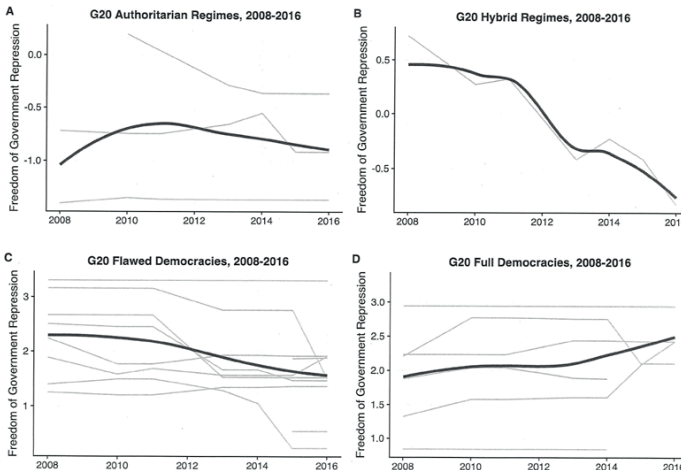 A
G20 Authoritarian Regimes, 2008-2016
Freedom of Government Repression
0.0
-0.5
-1.0
2008
2010
2012
2014
2016
B
G20 Hybrid Regimes, 2008-2016
Freedom of Government Repression
0.5
0.0
-0.5
2008
2010
2012
2014
2016
C
G20 Flawed Democracies, 2008-2016
Freedom of Government Repression
3
2
1
2008
2010
2012
2014
2016
D
G20 Full Democracies, 2008-2016
Freedom of Government Repression
3.0
2.5
2.0
1.5
1.0
2008
2010
2012
2014
2016